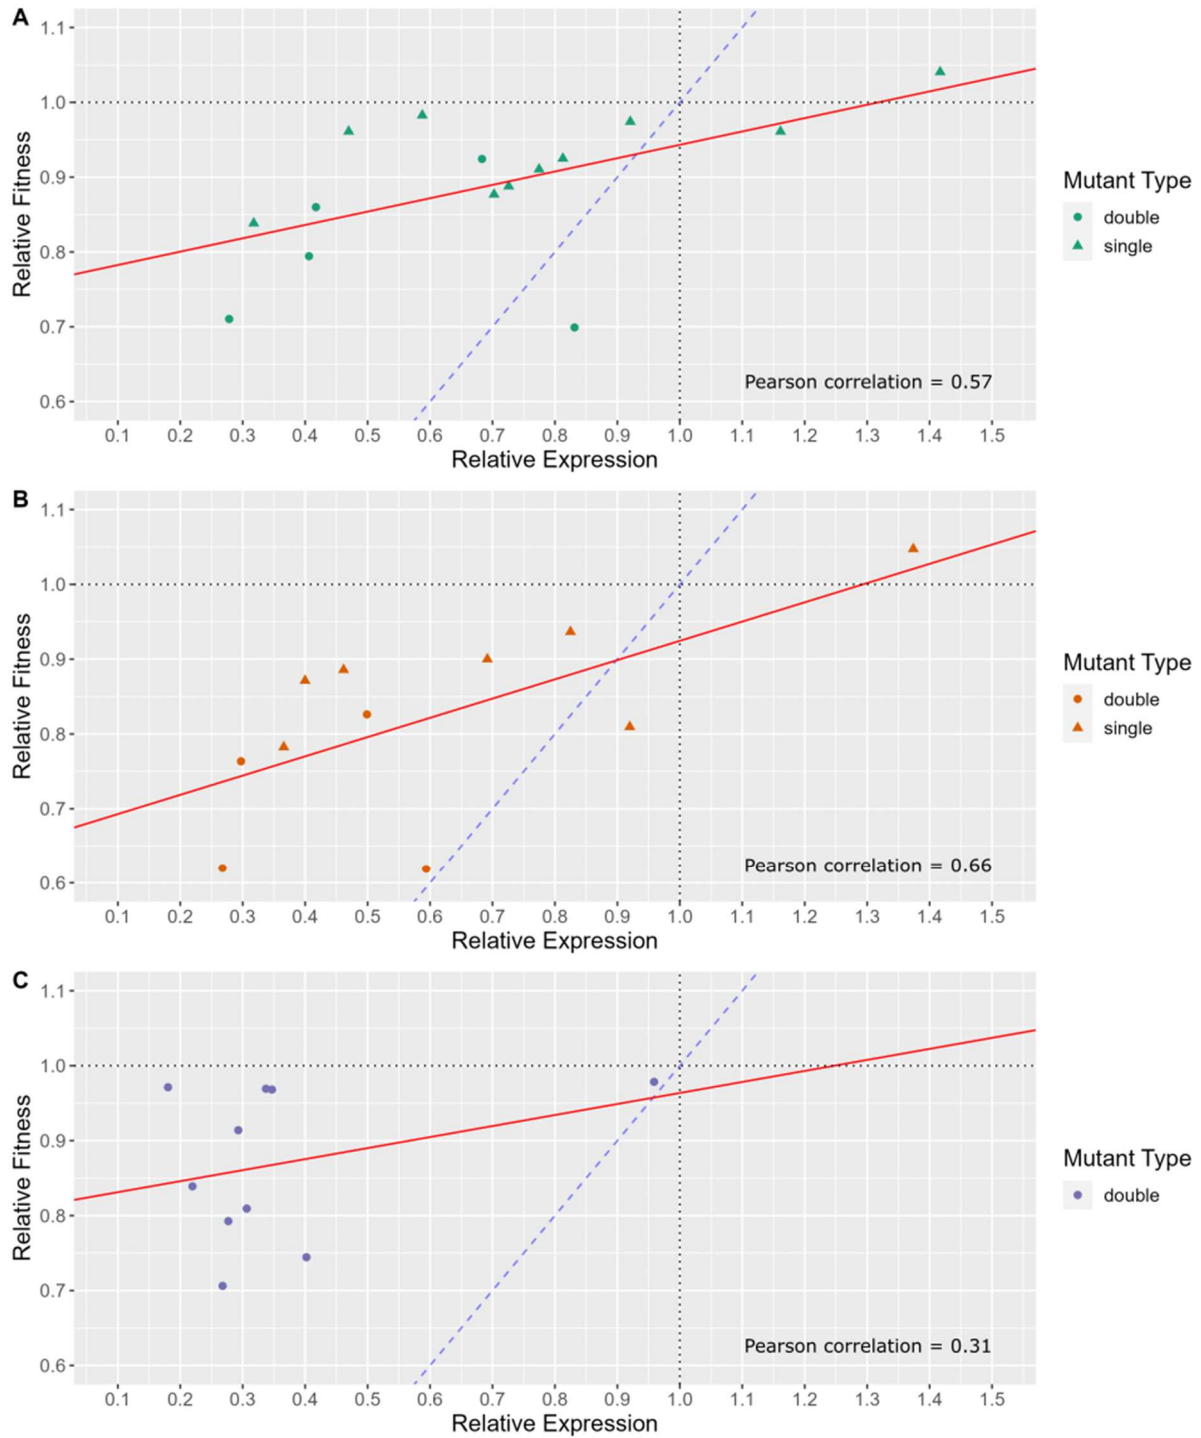 A
1.1
1.0
0.9
0.8
0.7
0.6
Relative Fitness
Pearson correlation = 0.57
0.1 0.2 0.3 0.4 0.5 0.6 0.7 0.8 0.9 1.0 1.1 1.2 1.3 1.4 1.5
Relative Expression
Mutant Type
double
single
B
1.1
1.0
0.9
0.8
0.7
0.6
Relative Fitness
Pearson correlation = 0.66
0.1 0.2 0.3 0.4 0.5 0.6 0.7 0.8 0.9 1.0 1.1 1.2 1.3 1.4 1.5
Relative Expression
Mutant Type
double
single
C
1.1
1.0
0.9
0.8
0.7
0.6
Relative Fitness
Pearson correlation = 0.31
0.1 0.2 0.3 0.4 0.5 0.6 0.7 0.8 0.9 1.0 1.1 1.2 1.3 1.4 1.5
Relative Expression
Mutant Type
double